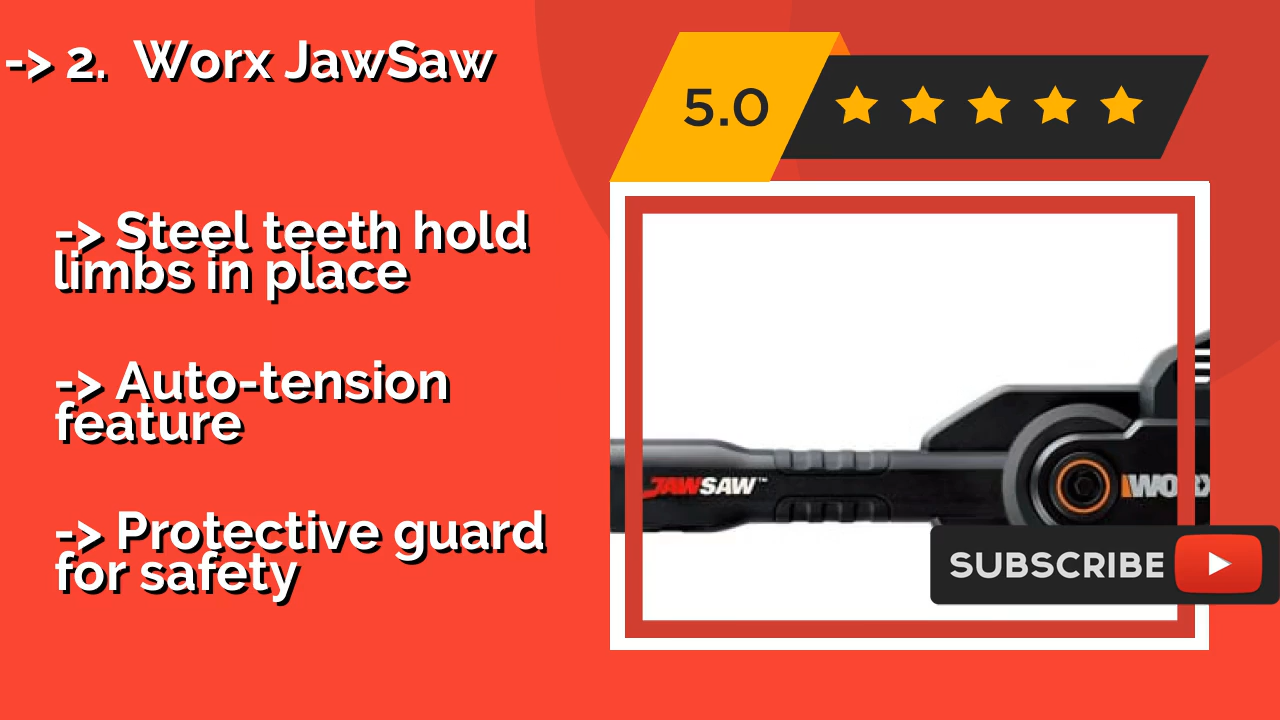 -> 2.  Worx JawSaw
5.0
-> Steel teeth hold
limbs in place
-> Auto-tension
feature
-> Protective guard
for safety
JAWSAW™
WORX
SUBSCRIBE